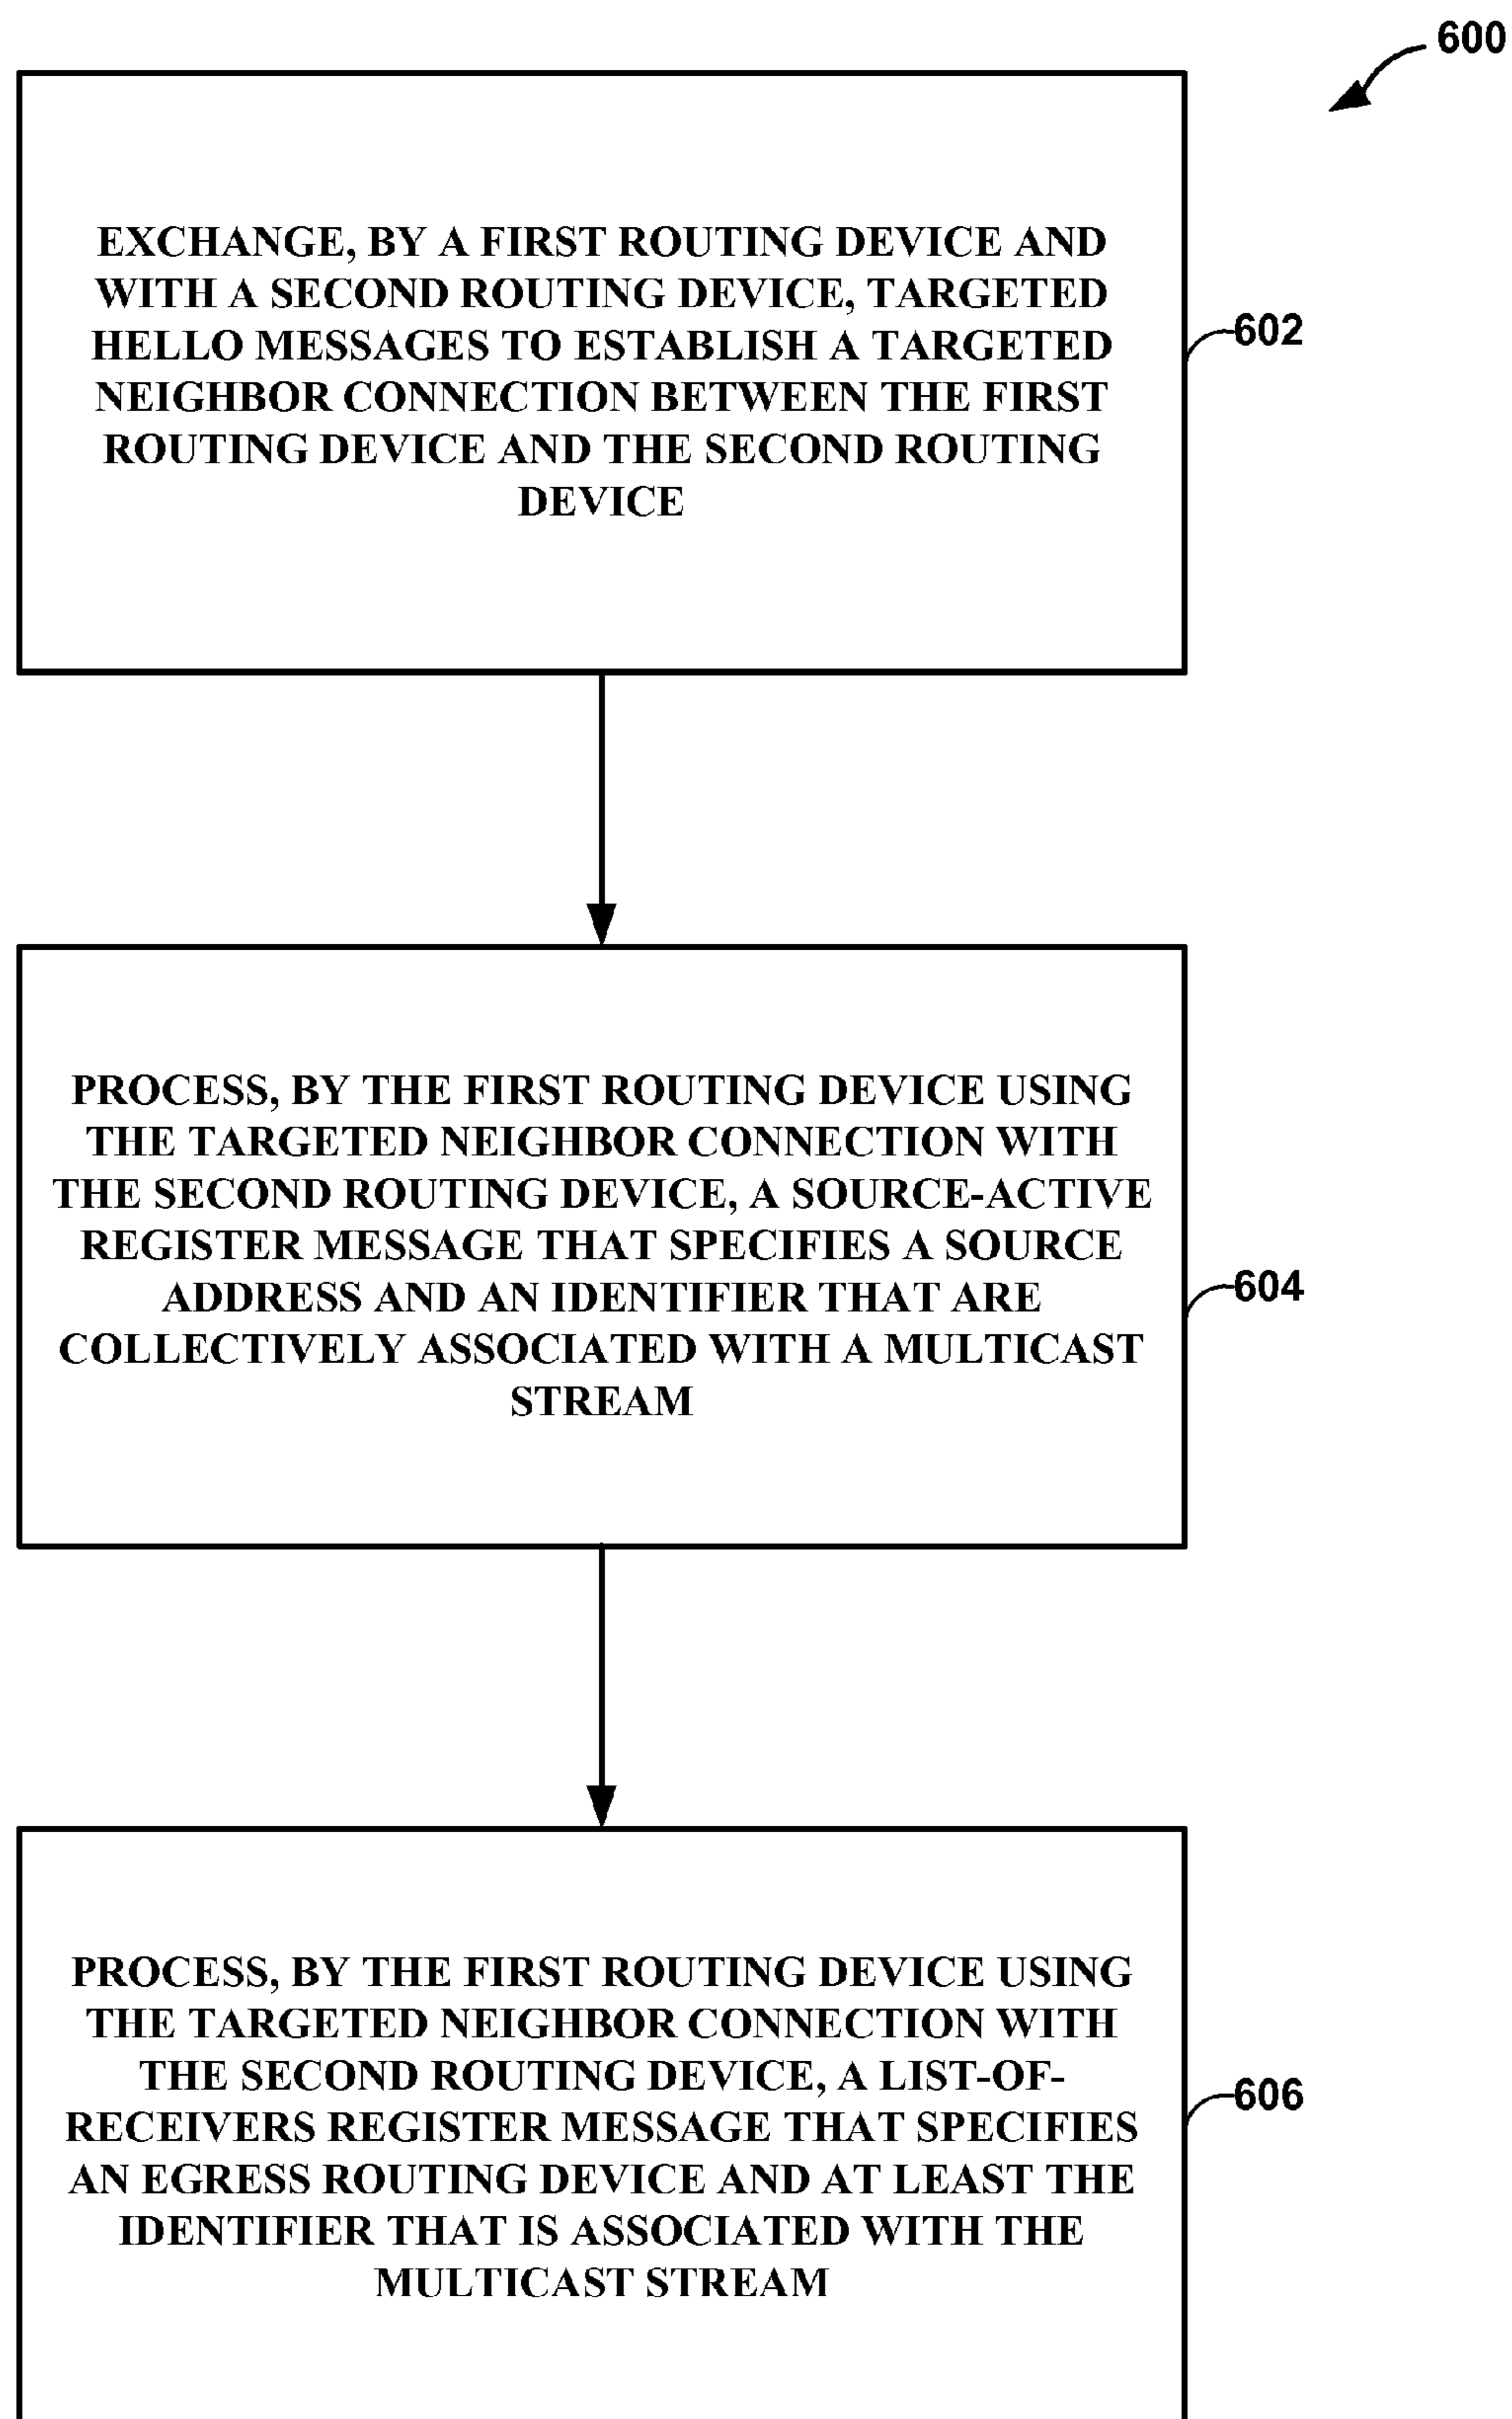 600
EXCHANGE, BY A FIRST ROUTING DEVICE AND
WITH A SECOND ROUTING DEVICE, TARGETED
HELLO MESSAGES TO ESTABLISH A TARGETED
NEIGHBOR CONNECTION BETWEEN THE FIRST
ROUTING DEVICE AND THE SECOND ROUTING
DEVICE
602
PROCESS, BY THE FIRST ROUTING DEVICE USING
THE TARGETED NEIGHBOR CONNECTION WITH
THE SECOND ROUTING DEVICE, A SOURCE-ACTIVE
REGISTER MESSAGE THAT SPECIFIES A SOURCE
ADDRESS AND AN IDENTIFIER THAT ARE
COLLECTIVELY ASSOCIATED WITH A MULTICAST
STREAM
604
PROCESS, BY THE FIRST ROUTING DEVICE USING
THE TARGETED NEIGHBOR CONNECTION WITH
THE SECOND ROUTING DEVICE, A LIST-OF-
RECEIVERS REGISTER MESSAGE THAT SPECIFIES
AN EGRESS ROUTING DEVICE AND AT LEAST THE
IDENTIFIER THAT IS ASSOCIATED WITH THE
MULTICAST STREAM
606